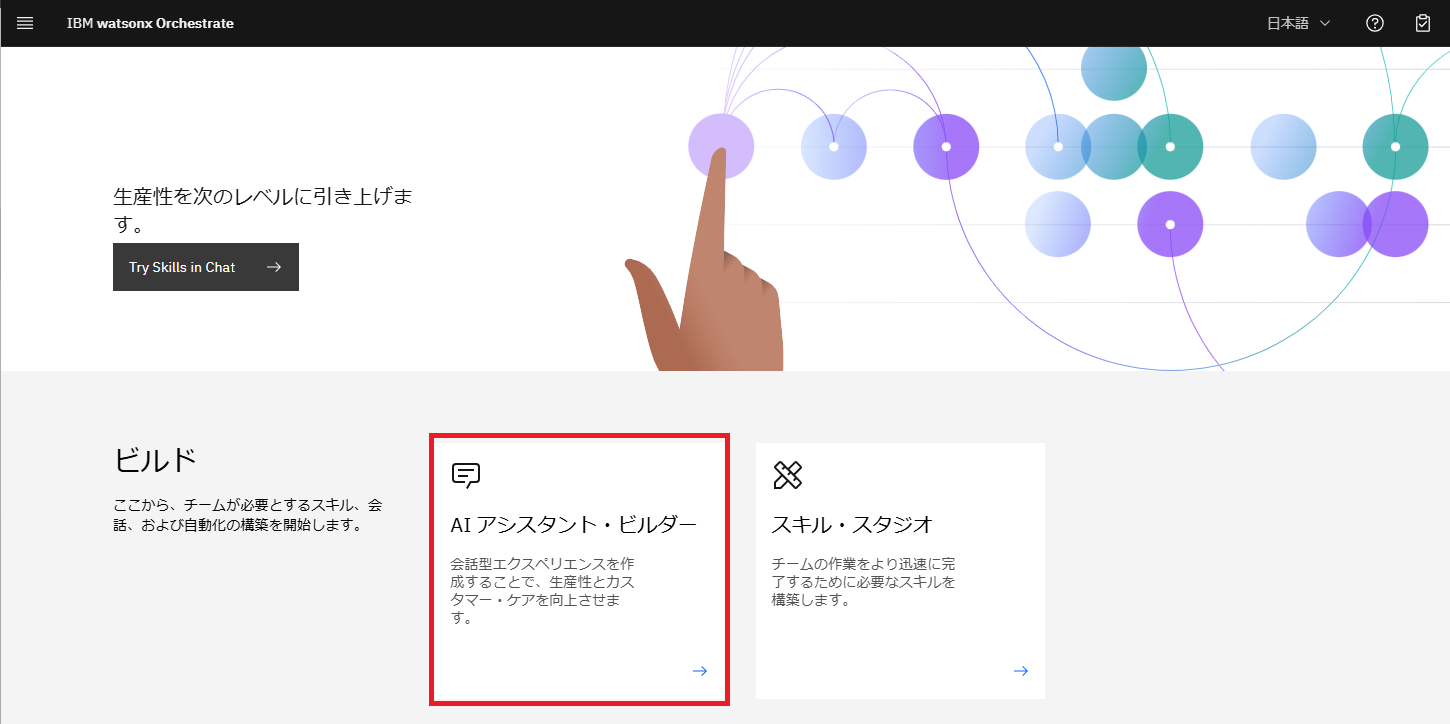 IBM watsonx Orchestrate
日本語
生産性を次のレベルに引き上げま
す。
Try Skills in Chat
ビルド
ここから、チームが必要とするスキル、会
話、および自動化の構築を開始します。
AI アシスタント・ビルダー
会話型エクスペリエンスを作
成することで、生産性とカス
タマー・ケアを向上させま
す。
スキル・スタジオ
チームの作業をより迅速に完
了するために必要なスキルを
構築します。